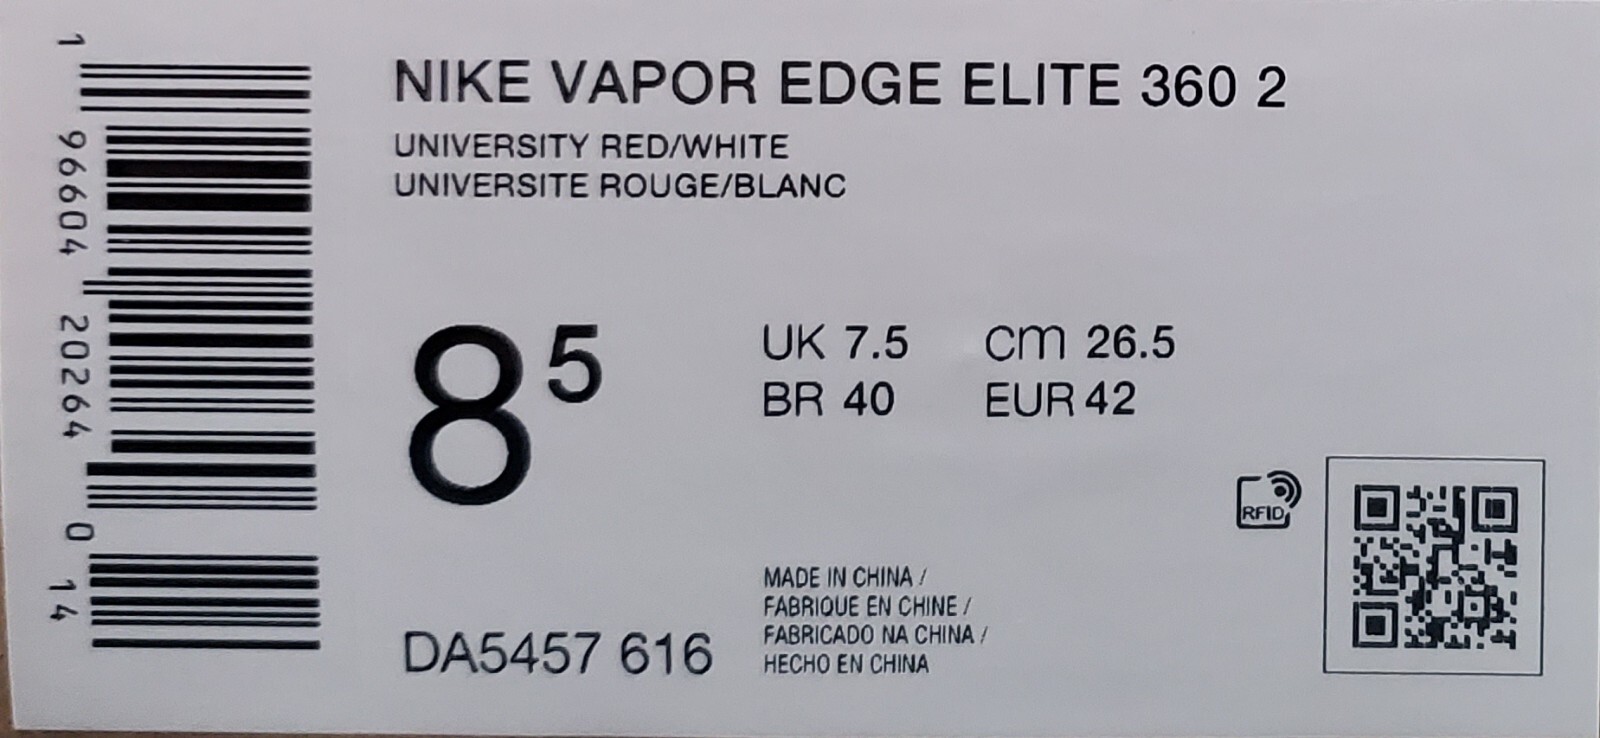 1 96604 20264 0 14
NIKE VAPOR EDGE ELITE 360 2
UNIVERSITY RED/WHITE
UNIVERSITE ROUGE/BLANC
8 5
UK 7.5 cm 26.5
BR 40 EUR 42
RFID
MADE IN CHINA /
FABRIQUE EN CHINE /
FABRICADO NA CHINA /
HECHO EN CHINA
DA5457 616